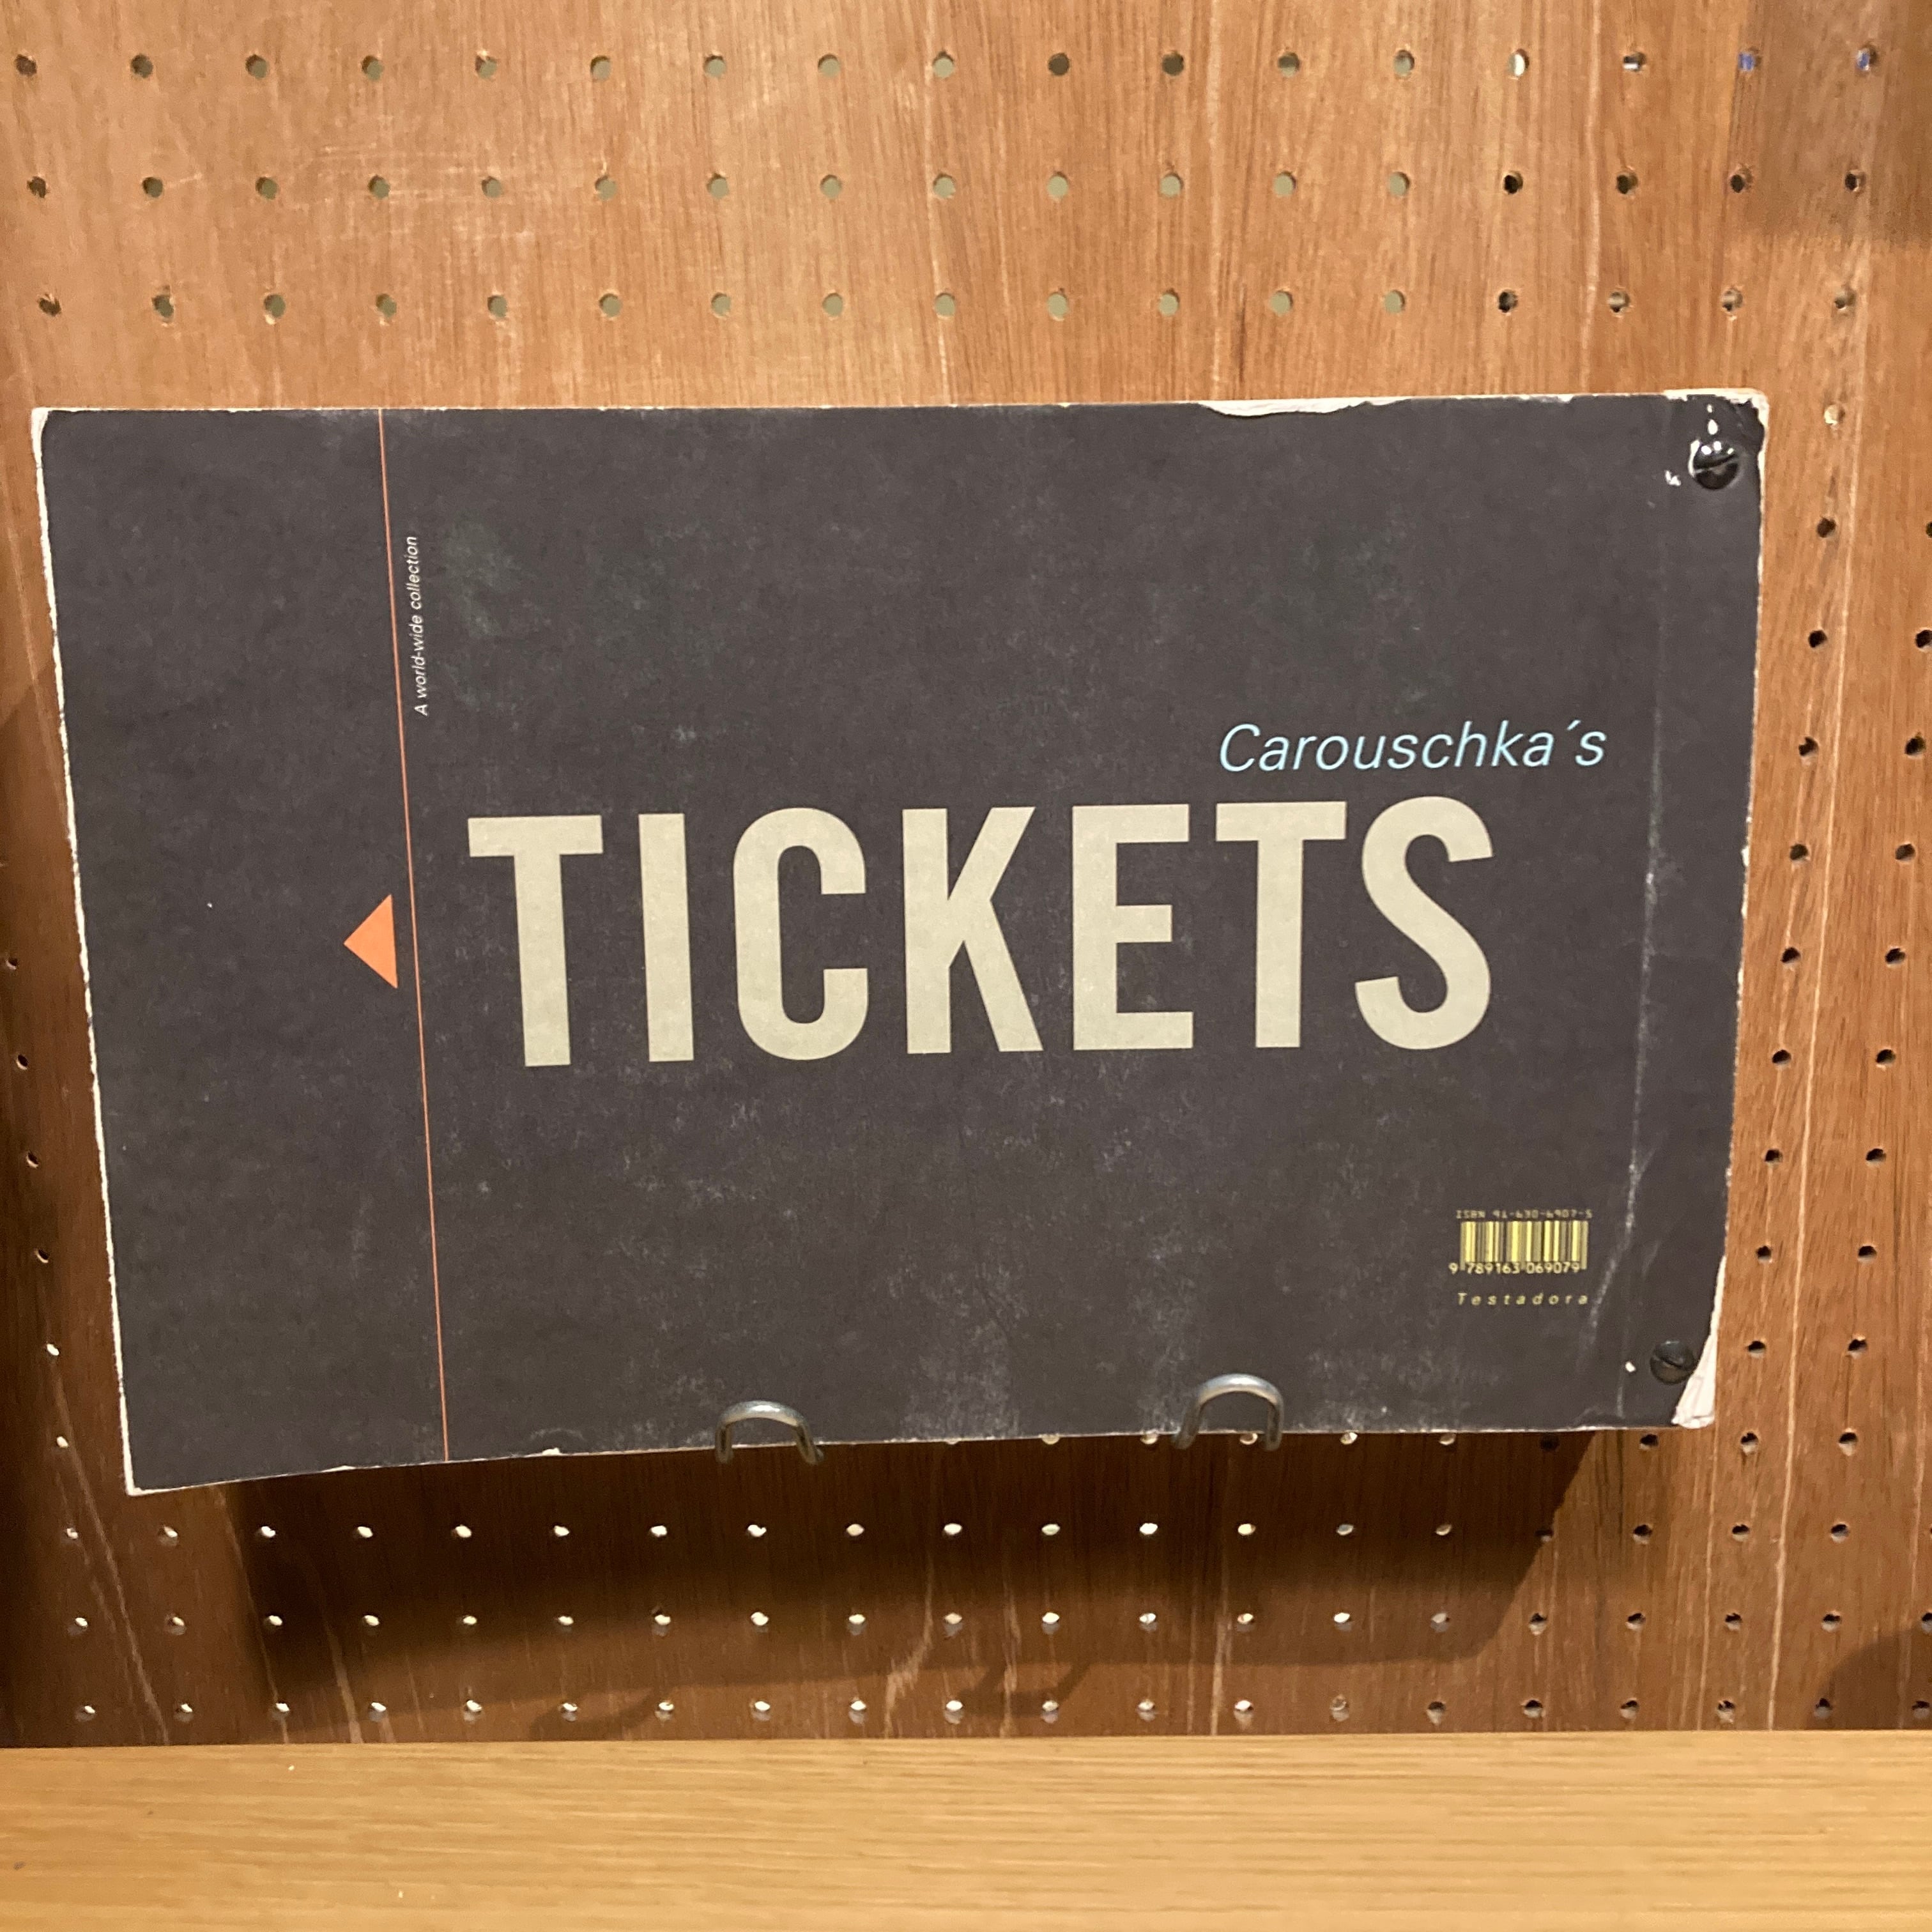 A world-wide collection
Carouschka´s
TICKETS
ISBN 91-630-6907-5
9 789163 069079
Testadora